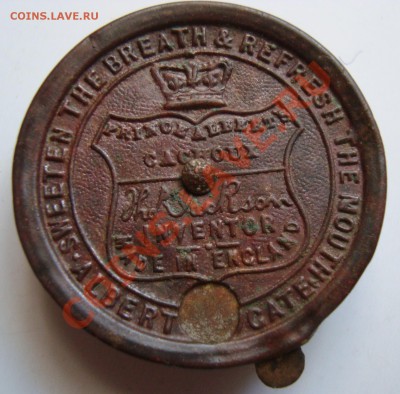 COINS.LAVE.RU
SWEETEN THE BREATH & REFRESH THE MOUTH
PRINCE ALBERT'S
CACHOUX
INVENTOR
MADE IN ENGLAND
ALBERT GATE